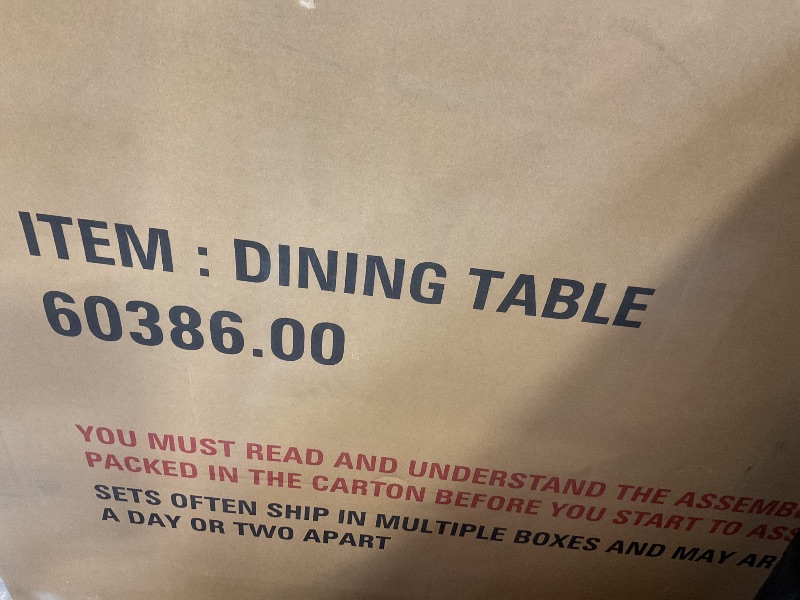 ITEM : DINING TABLE
60386.00
YOU MUST READ AND UNDERSTAND THE
PACKED IN THE CARTON BEFORE YOU START TO
SETS OFTEN SHIP IN MULTIPLE BOXES AND MAY
A DAY OR TWO APART